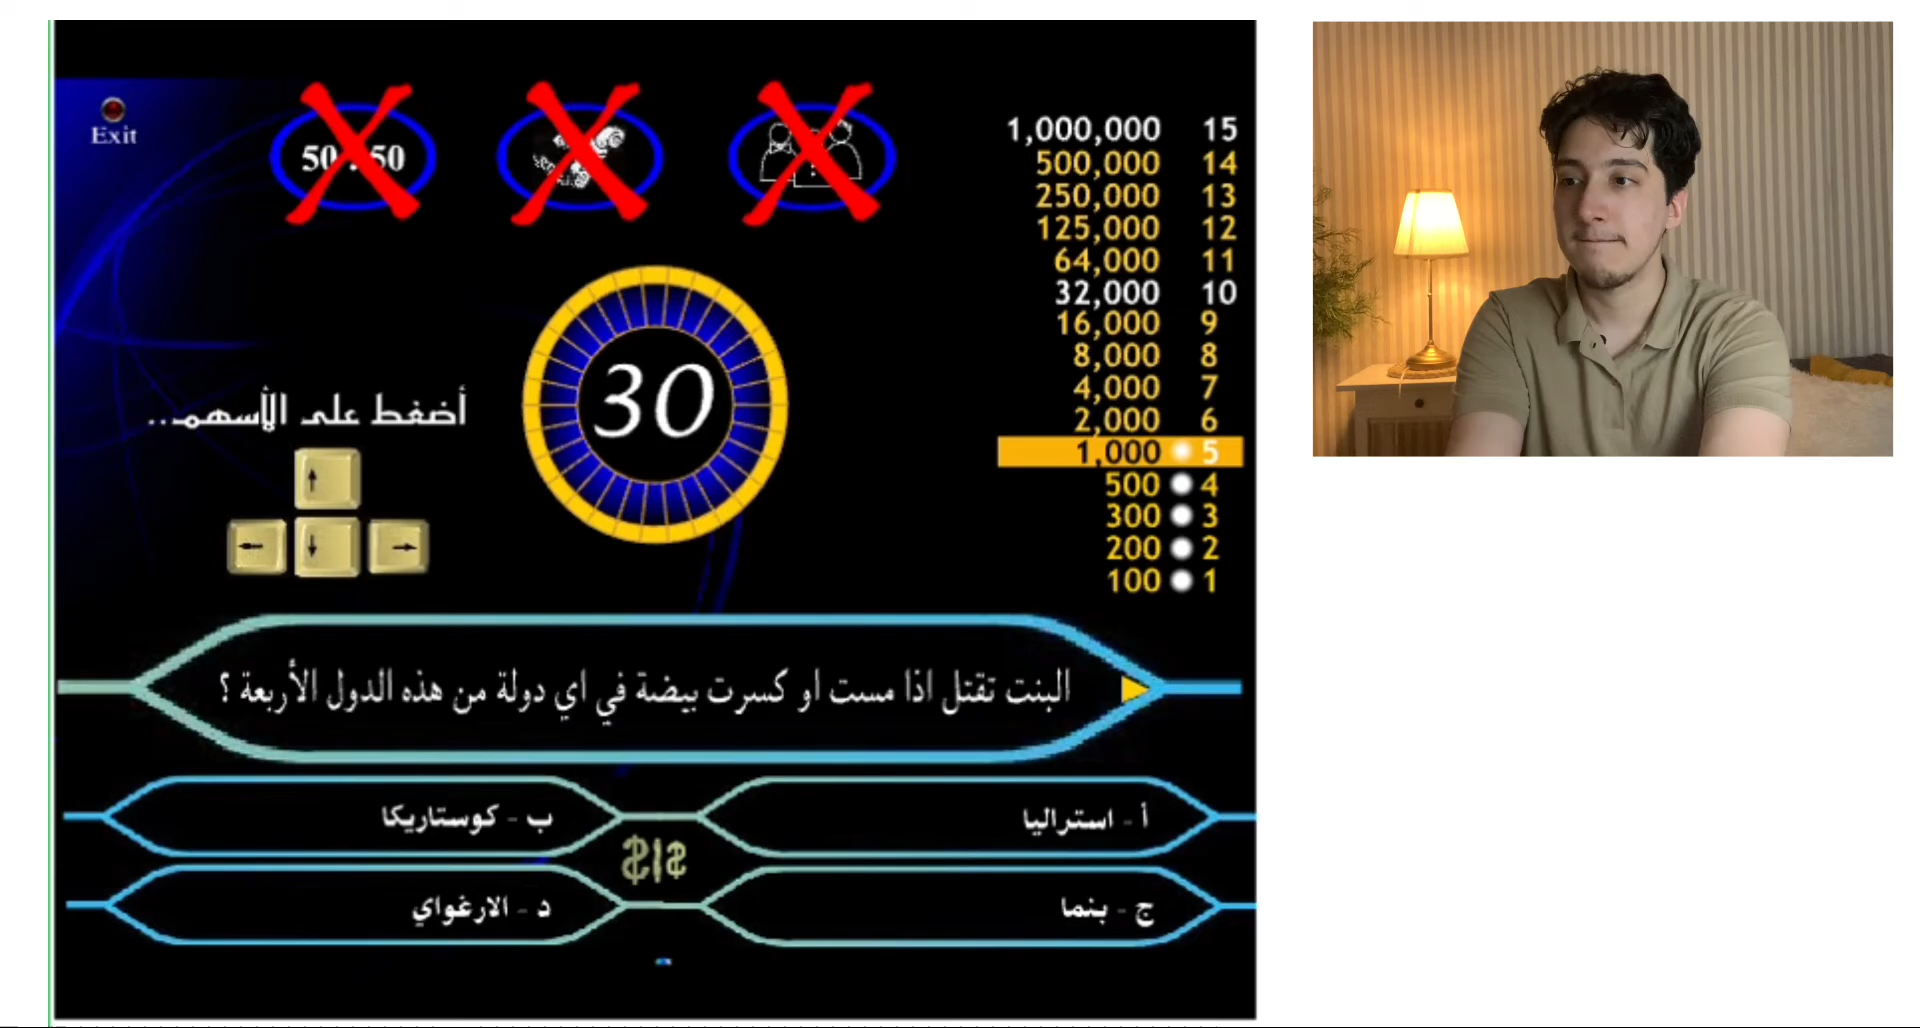 Exit
50:50
1,000,000 15
500,000 14
250,000 13
125,000 12
64,000 11
32,000 10
16,000 9
8,000 8
4,000 7
2,000 6
1,000 5
500 4
300 3
200 2
100 1
30
أضغط على الأسهم..
البنت تقتل اذا مست او كسرت بيضة في اي دولة من هذه الدول الأربعة ؟
أ - استراليا
ب - كوستاريكا
ج - بنما
د - الارغواي